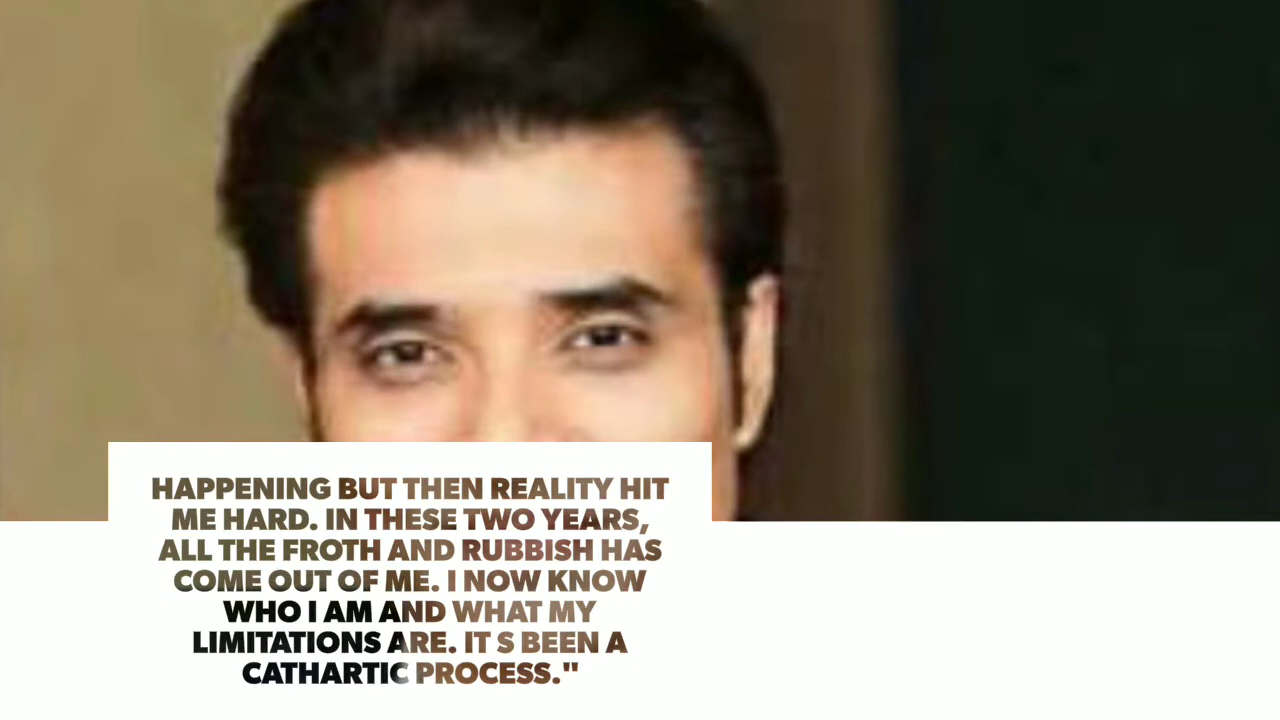 HAPPENING BUT THEN REALITY HIT
ME HARD. IN THESE TWO YEARS,
ALL THE FROTH AND RUBBISH HAS
COME OUT OF ME. I NOW KNOW
WHO I AM AND WHAT MY
LIMITATIONS ARE. IT S BEEN A
CATHARTIC PROCESS."